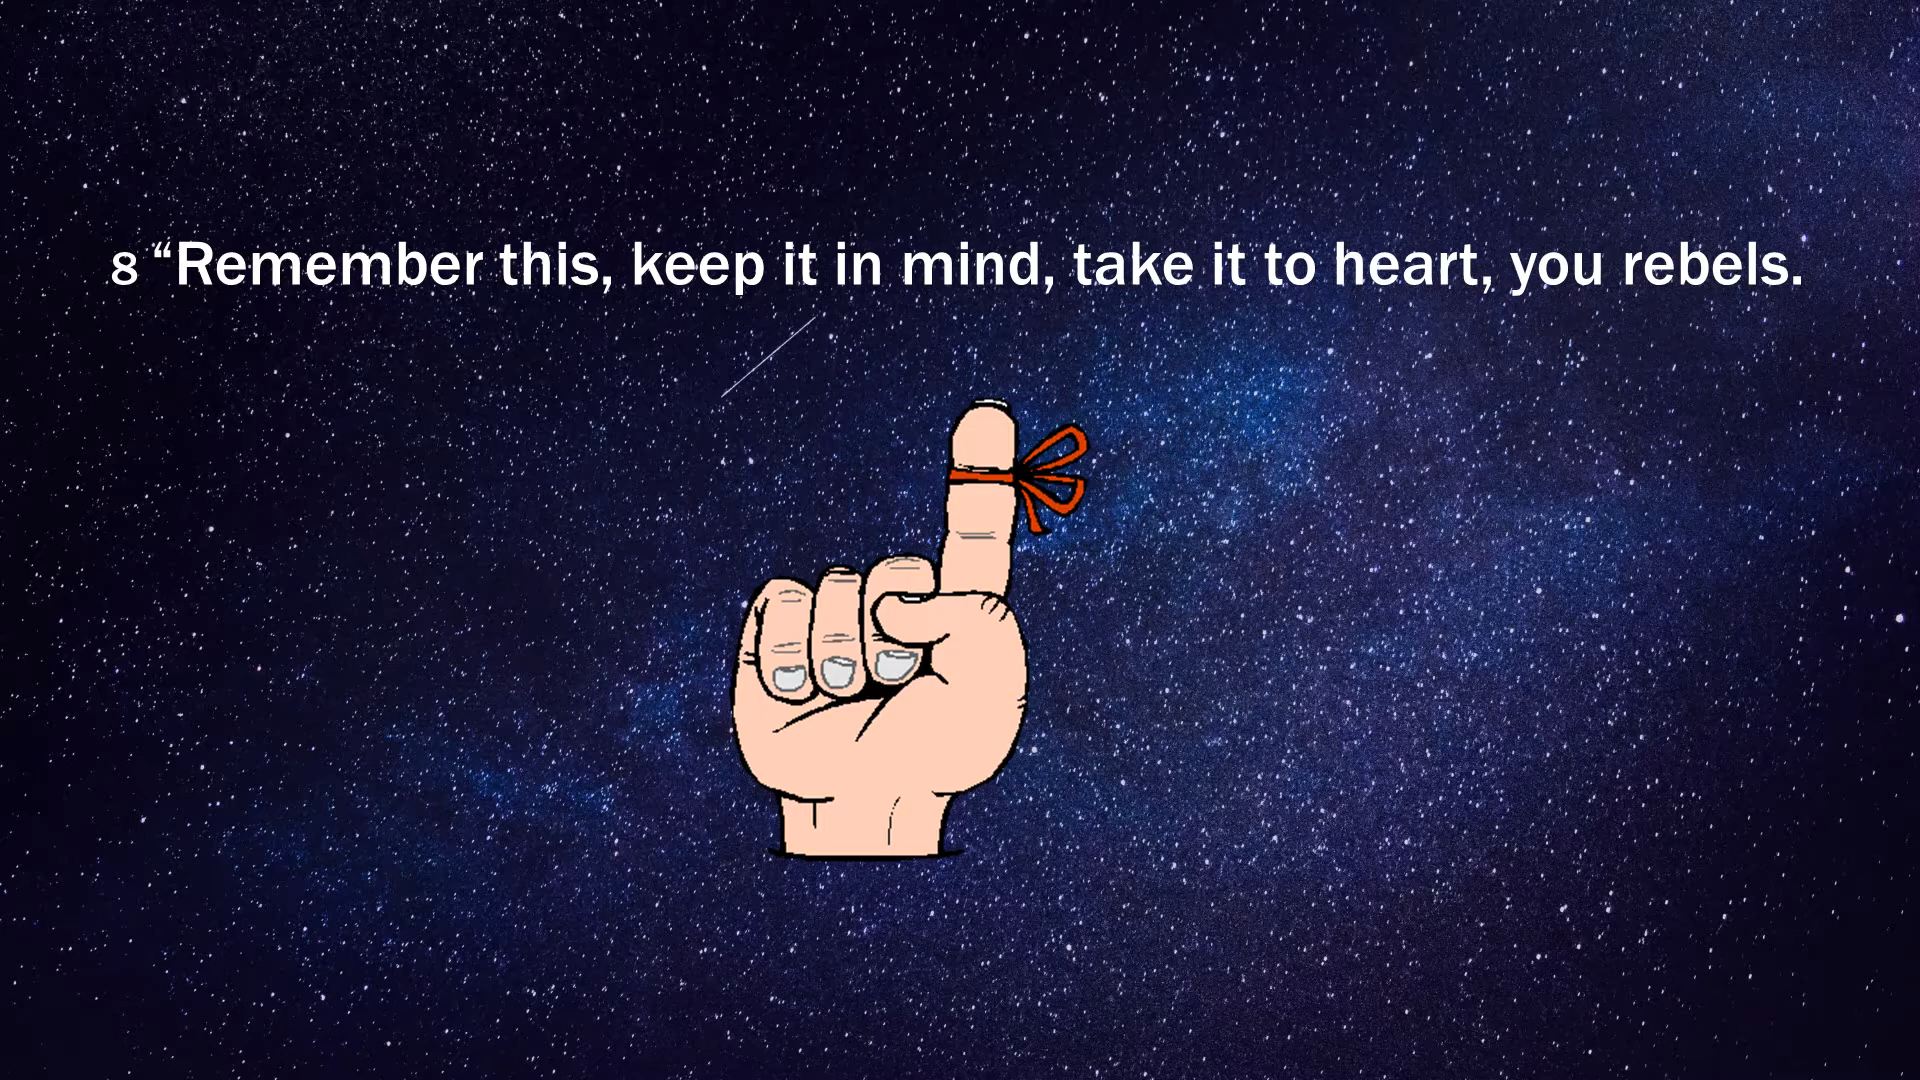 8 “Remember this, keep it in mind, take it to heart, you rebels.